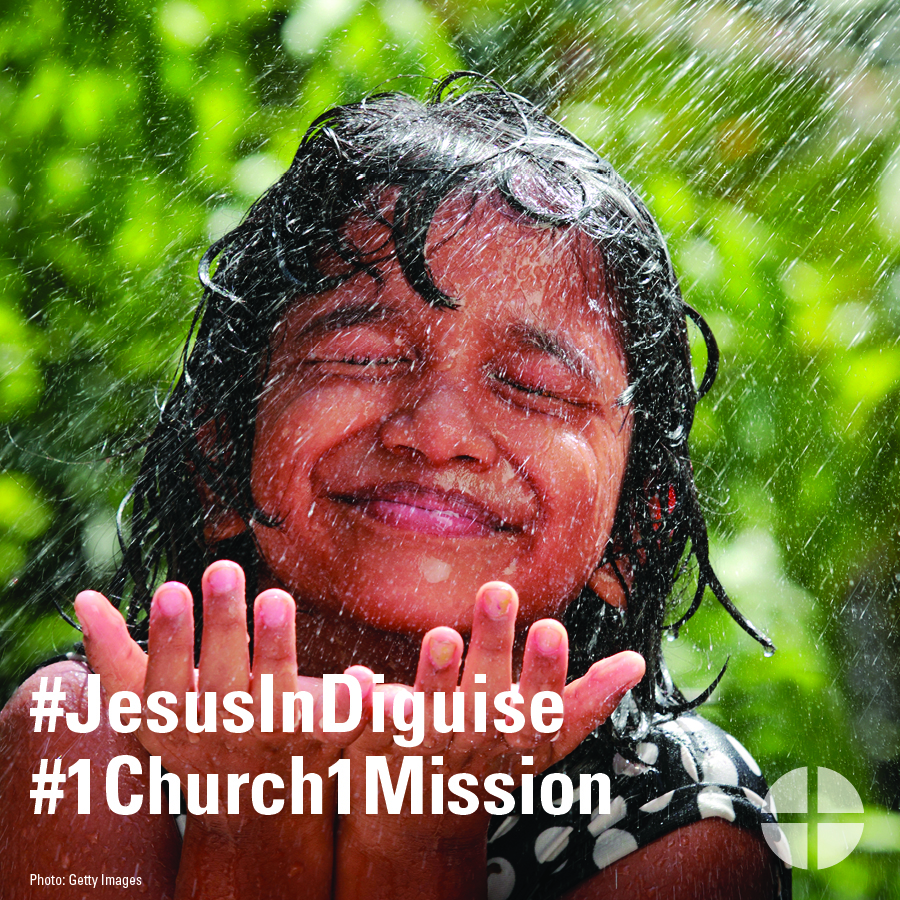 #JesusInDiguise
#1Church1Mission
Photo: Getty Images